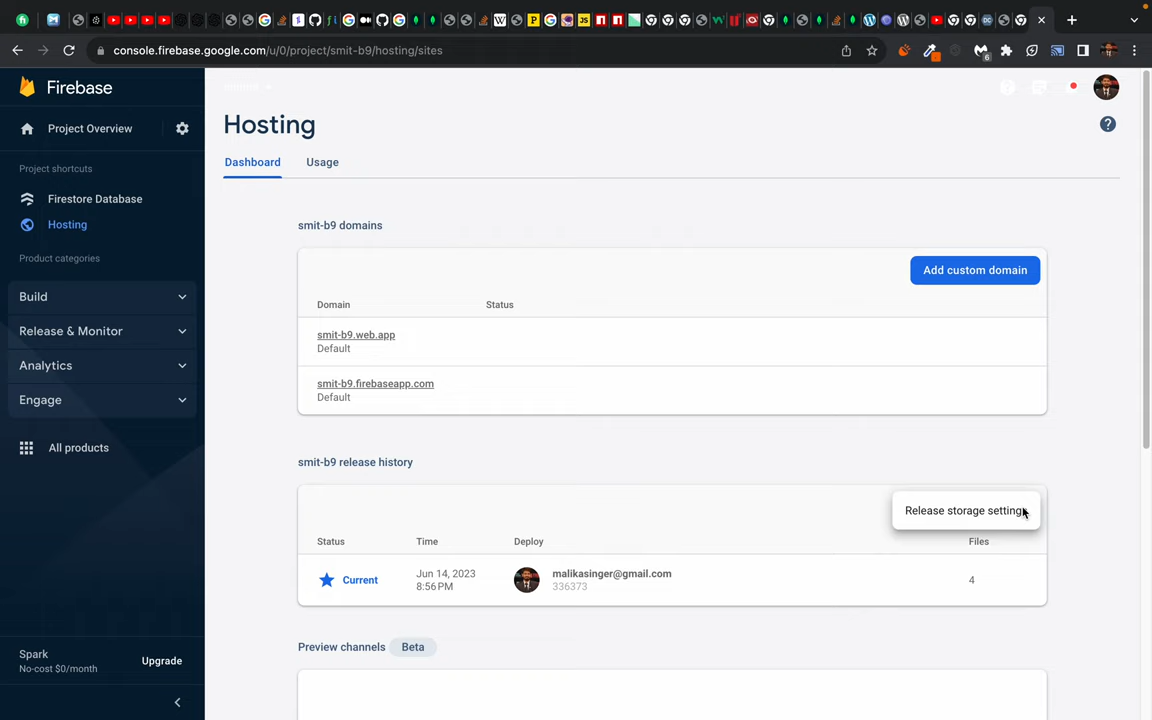 console.firebase.google.com/u/0/project/smit-b9/hosting/sites
6
Firebase
Project Overview
Hosting
Dashboard
Usage
Project shortcuts
Firestore Database
Hosting
Product categories
Build
Release & Monitor
Analytics
Engage
All products
Spark
No-cost $0/month
Upgrade
smit-b9 domains
Add custom domain
Domain
Status
smit-b9.web.app
Default
smit-b9.firebaseapp.com
Default
smit-b9 release history
Release storage settings
Status
Time
Deploy
Files
Current
Jun 14, 2023
8:56 PM
malikasinger@gmail.com
336373
4
Preview channels
Beta